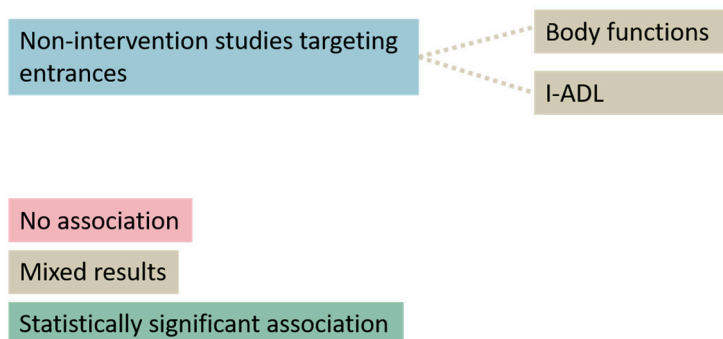 Non-intervention studies targeting
entrances
Body functions
I-ADL
No association
Mixed results
Statistically significant association